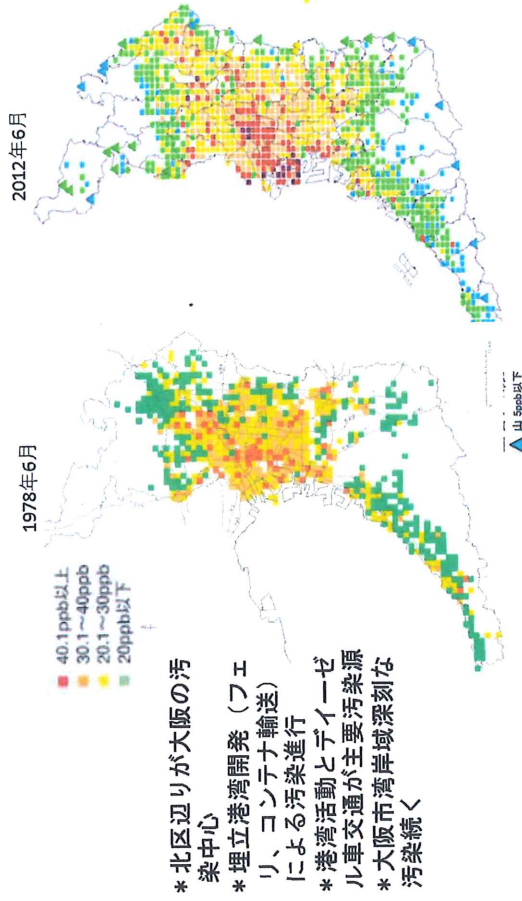 1978年6月
2012年6月
40.1ppb以上
30.1～40ppb
20.1～30ppb
20ppb以下
＊北区辺りが大阪の汚
染中心
＊埋立港湾開発（フェ
リ、コンテナ輸送）
による汚染進行
＊港湾活動とデイーゼ
ル車交通が主要汚染源
＊大阪市湾岸域深刻な
汚染続く
山 5ppb以下